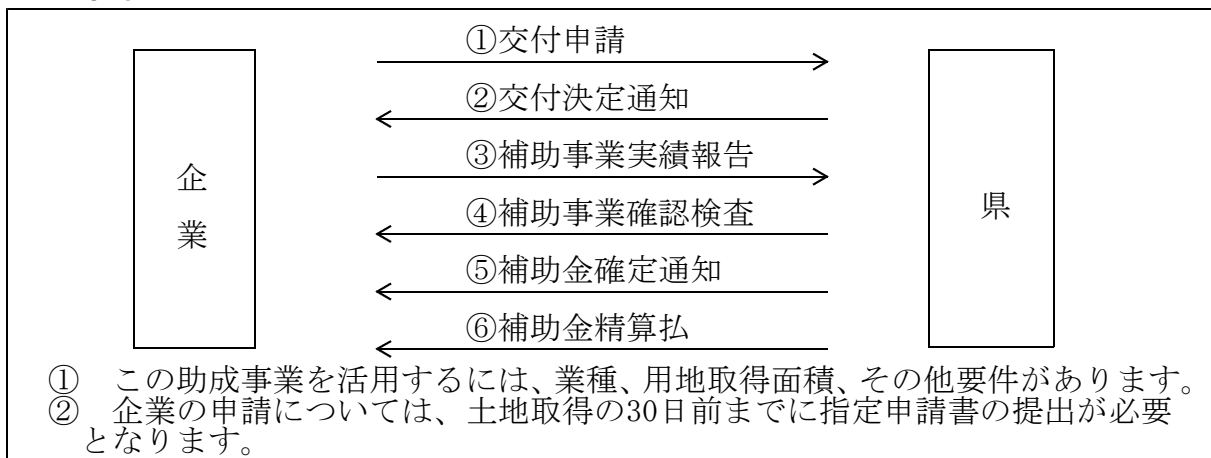 ①交付申請
②交付決定通知
③補助事業実績報告
④補助事業確認検査
⑤補助金確定通知
⑥補助金精算払
企
業
県
①　この助成事業を活用するには、業種、用地取得面積、その他要件があります。
②　企業の申請については、土地取得の30日前までに指定申請書の提出が必要
となります。